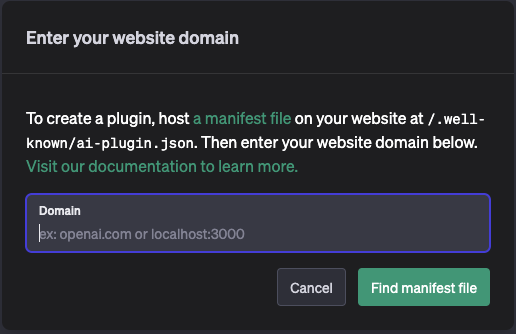 Enter your website domain
To create a plugin, host a manifest file on your website at /.well-
known/ai-plugin.json. Then enter your website domain below.
Visit our documentation to learn more.
Domain
ex: openai.com or localhost:3000
Cancel
Find manifest file